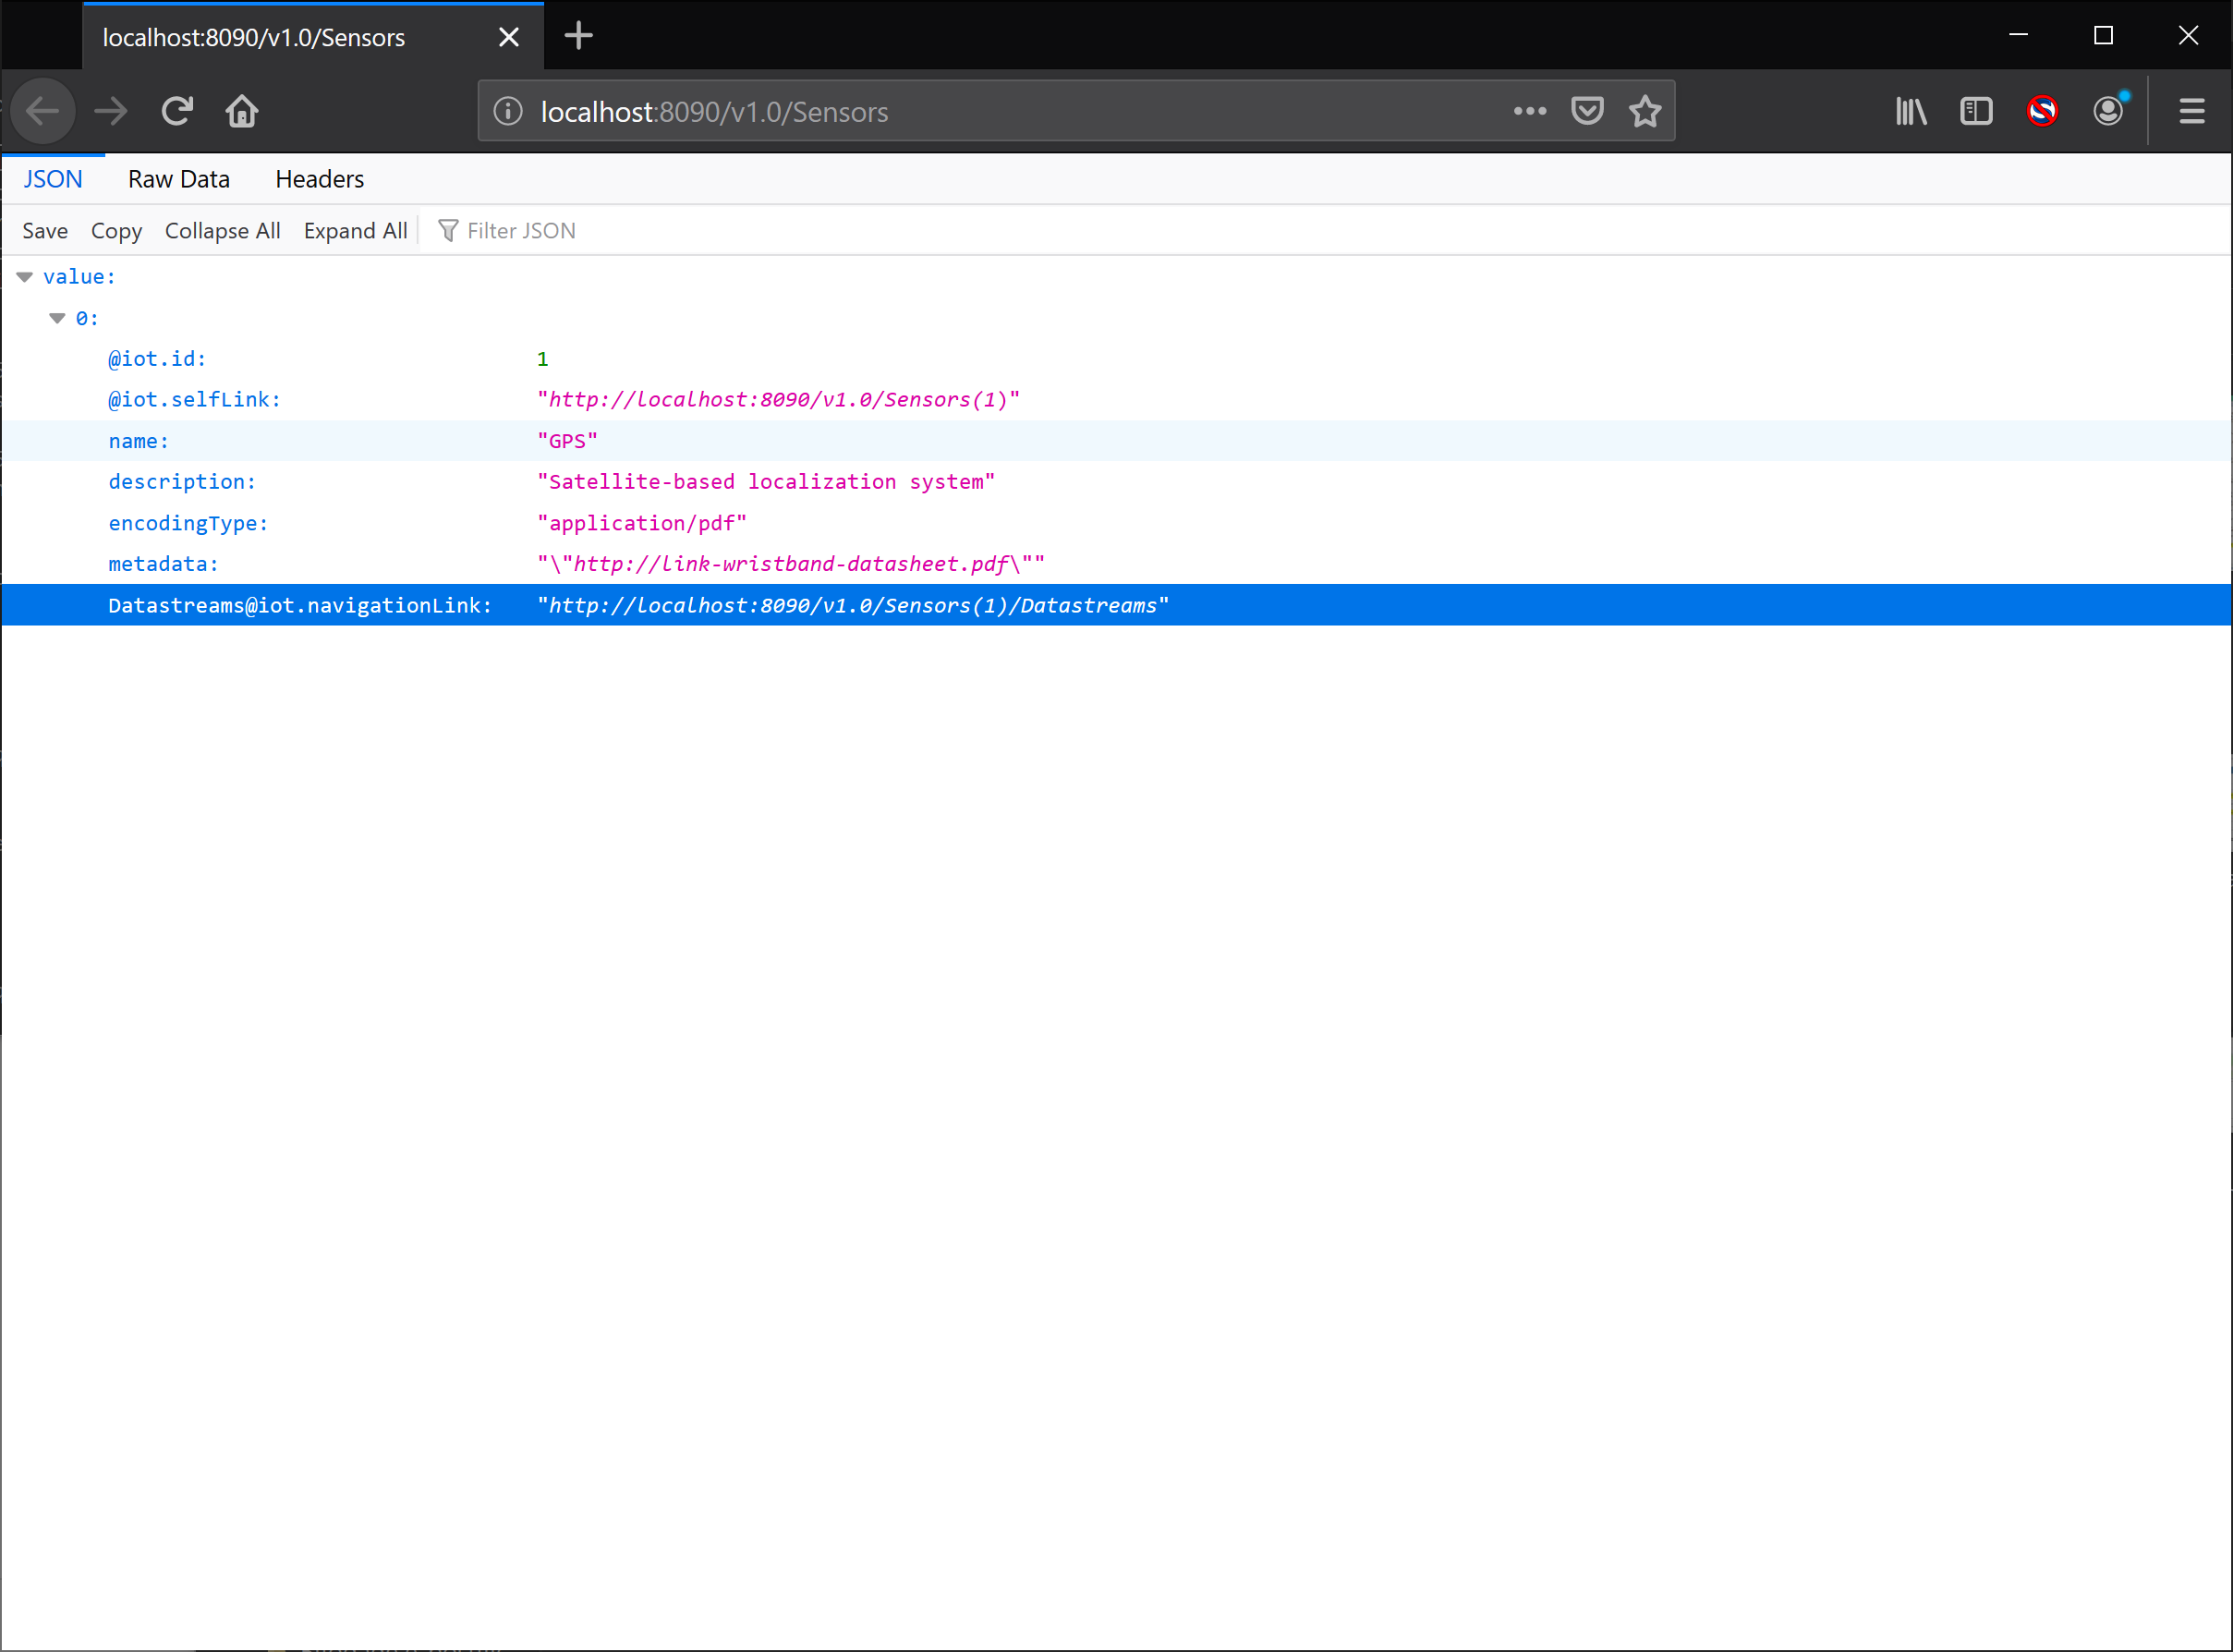 localhost:8090/v1.0/Sensors
localhost:8090/v1.0/Sensors
JSON Raw Data Headers
Save Copy Collapse All Expand All Filter JSON
value:
0:
@iot.id: 1
@iot.selfLink: "http://localhost:8090/v1.0/Sensors(1)"
name: "GPS"
description: "Satellite-based localization system"
encodingType: "application/pdf"
metadata: "\"http://link-wristband-datasheet.pdf\""
Datastreams@iot.navigationLink: "http://localhost:8090/v1.0/Sensors(1)/Datastreams"